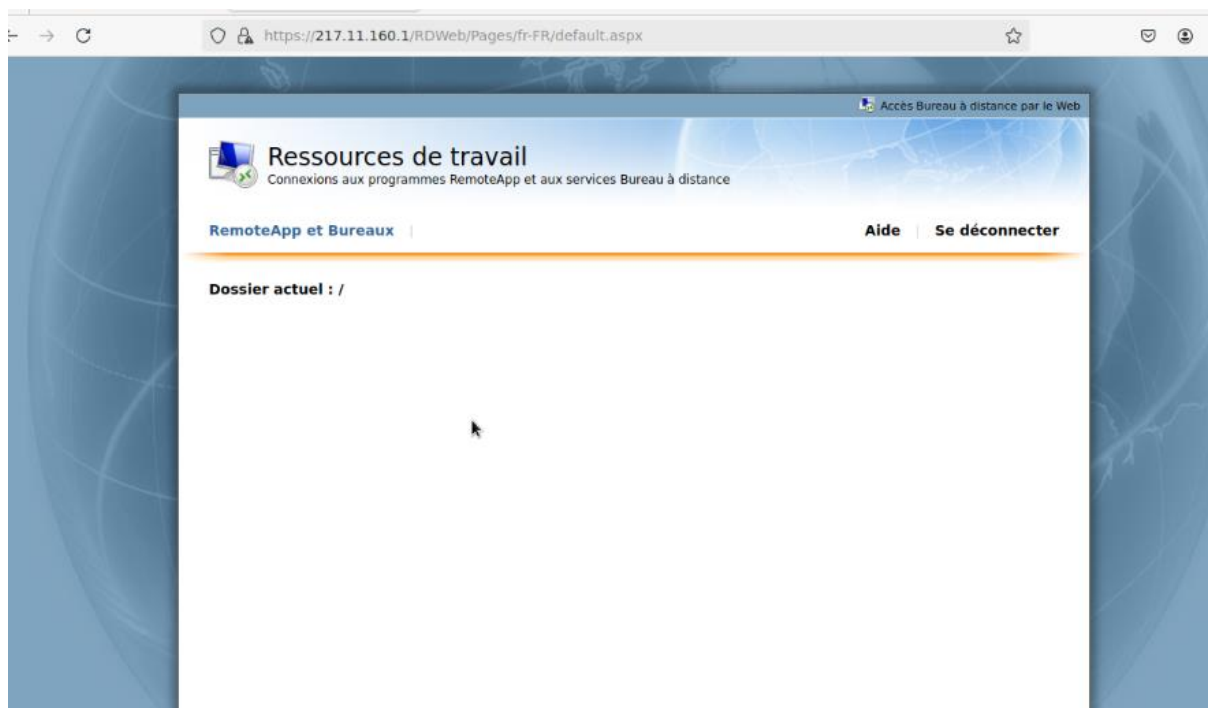 https://217.11.160.1/RDWeb/Pages/fr-FR/default.aspx
Accès Bureau à distance par le Web
Ressources de travail
Connexions aux programmes RemoteApp et aux services Bureau à distance
RemoteApp et Bureaux | Aide | Se déconnecter
Dossier actuel : /